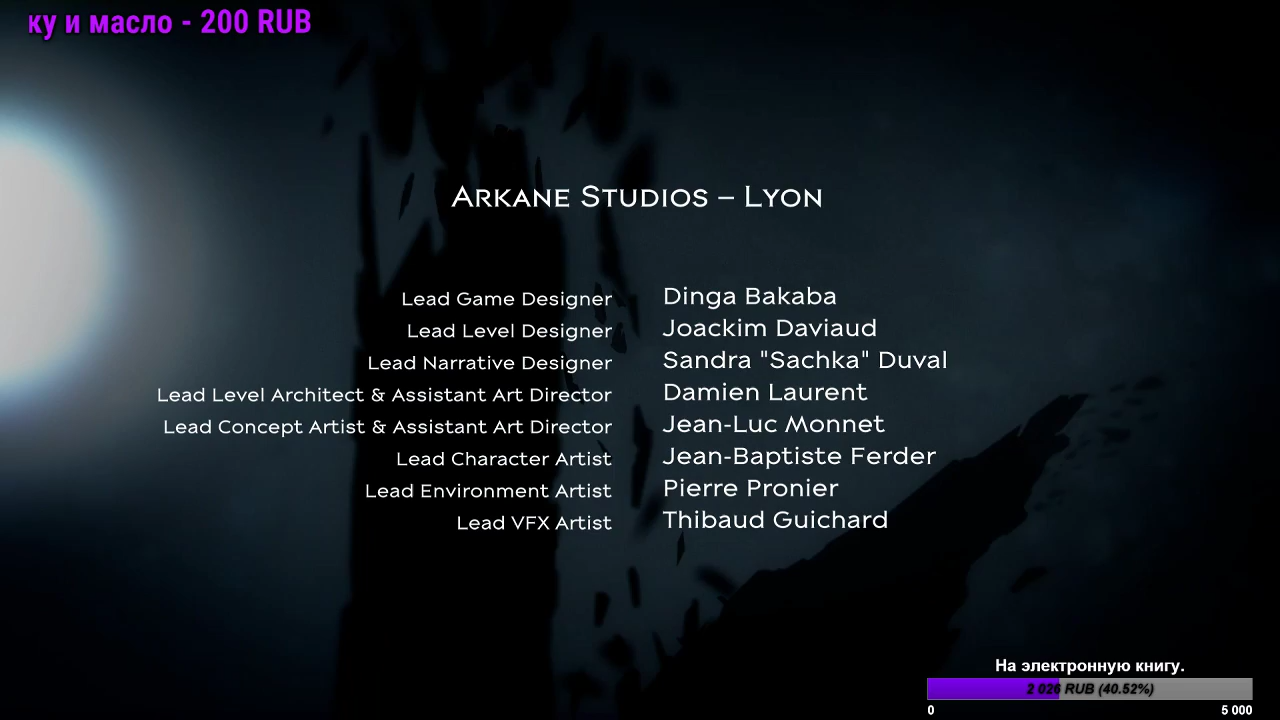 ку и масло - 200 RUB
Arkane Studios – Lyon
Lead Game Designer Dinga Bakaba
Lead Level Designer Joackim Daviaud
Lead Narrative Designer Sandra "Sachka" Duval
Lead Level Architect & Assistant Art Director Damien Laurent
Lead Concept Artist & Assistant Art Director Jean-Luc Monnet
Lead Character Artist Jean-Baptiste Ferder
Lead Environment Artist Pierre Pronier
Lead VFX Artist Thibaud Guichard
На электронную книгу.
2 026 RUB (40.52%)
0 5 000